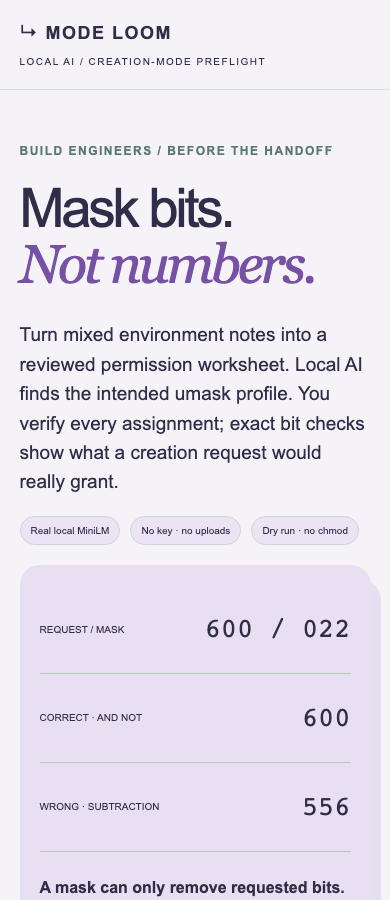 ↳ MODE LOOM
LOCAL AI / CREATION-MODE PREFLIGHT
BUILD ENGINEERS / BEFORE THE HANDOFF
Mask bits.
Not numbers.
Turn mixed environment notes into a
reviewed permission worksheet. Local AI
finds the intended umask profile. You
verify every assignment; exact bit checks
show what a creation request would
really grant.
Real local MiniLM
No key · no uploads
Dry run · no chmod
REQUEST / MASK 600 / 022
CORRECT · AND NOT 600
WRONG · SUBTRACTION 556
A mask can only remove requested bits.